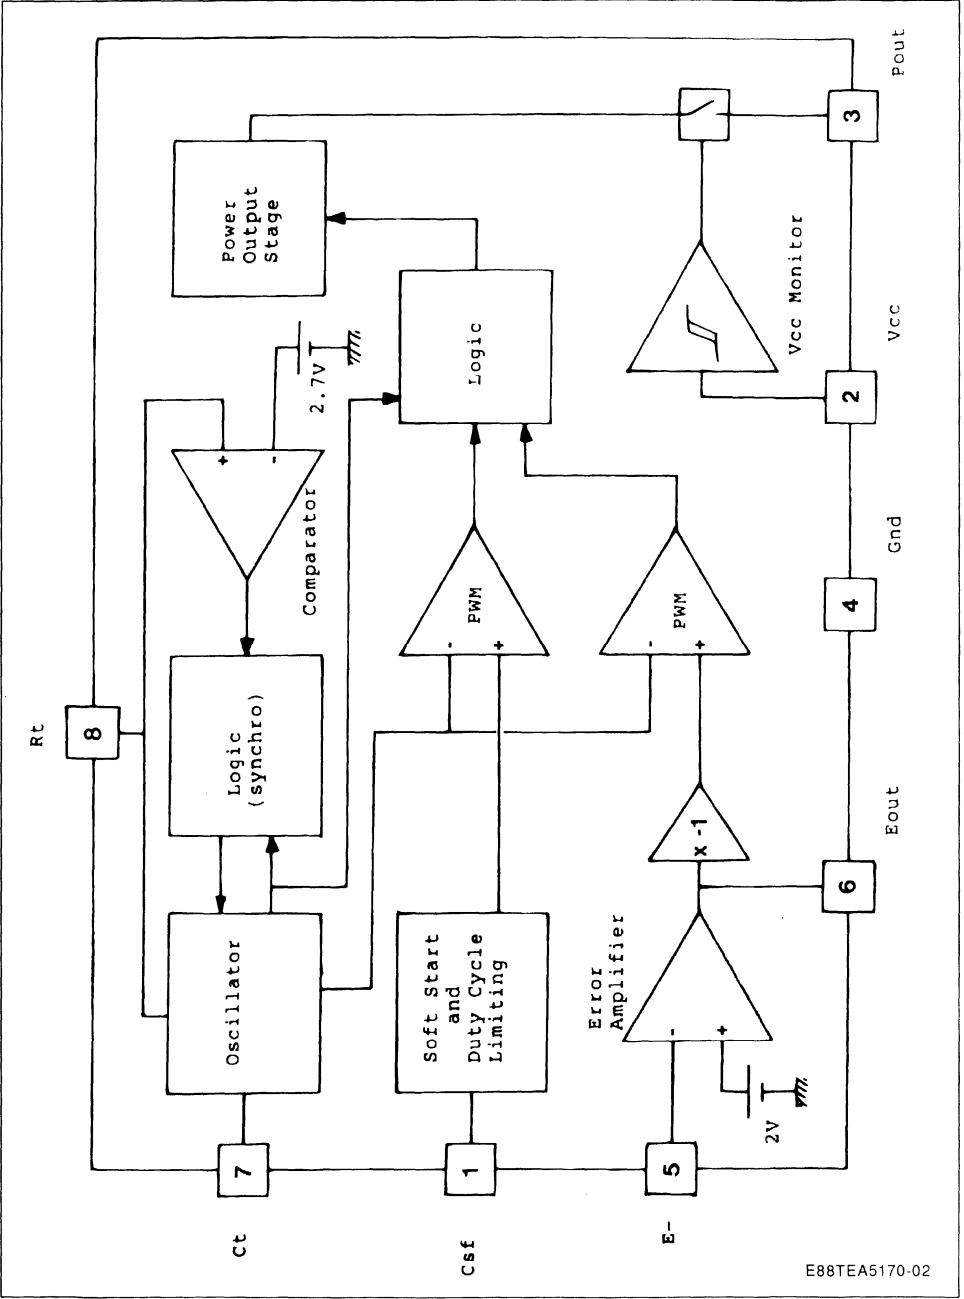 Rt
8
Oscillator
Logic
(synchro)
+
-
Comparator
2.7V
Power
Output
Stage
Ct
7
Csf
1
Soft Start
and
Duty Cycle
Limiting
-
+
PWM
Logic
E-
5
Error
Amplifier
-
+
2V
x -1
-
+
PWM
Vcc Monitor
6
Eout
4
Gnd
2
Vcc
3
Pout
E88TEA5170-02